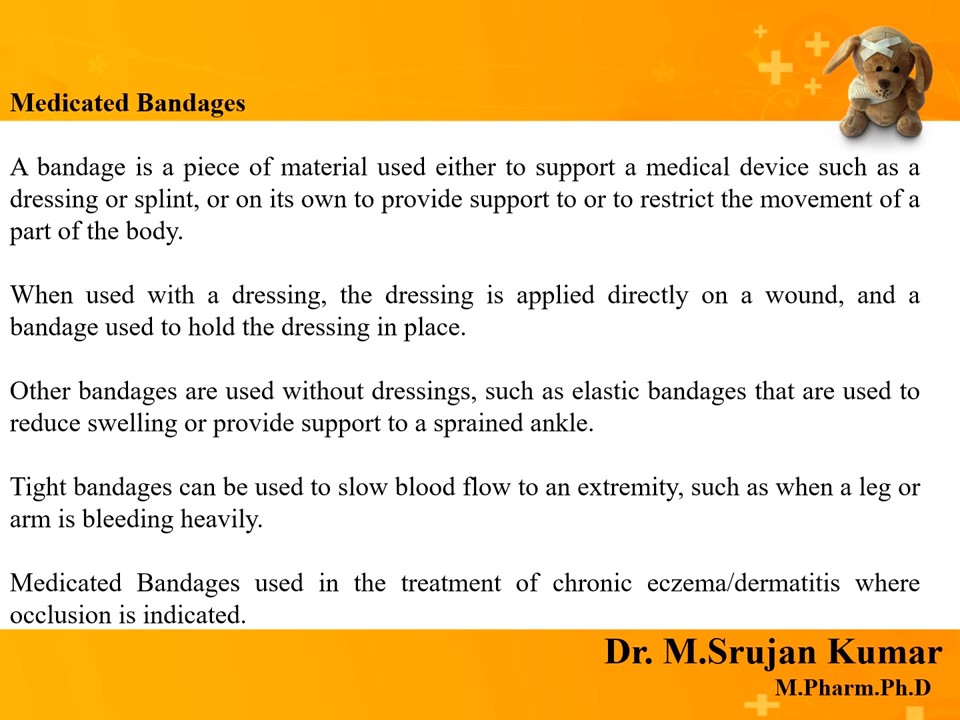 Medicated Bandages
A bandage is a piece of material used either to support a medical device such as a
dressing or splint, or on its own to provide support to or to restrict the movement of a
part of the body.
When used with a dressing, the dressing is applied directly on a wound, and a
bandage used to hold the dressing in place.
Other bandages are used without dressings, such as elastic bandages that are used to
reduce swelling or provide support to a sprained ankle.
Tight bandages can be used to slow blood flow to an extremity, such as when a leg or
arm is bleeding heavily.
Medicated Bandages used in the treatment of chronic eczema/dermatitis where
occlusion is indicated.
Dr. M.Srujan Kumar
M.Pharm.Ph.D